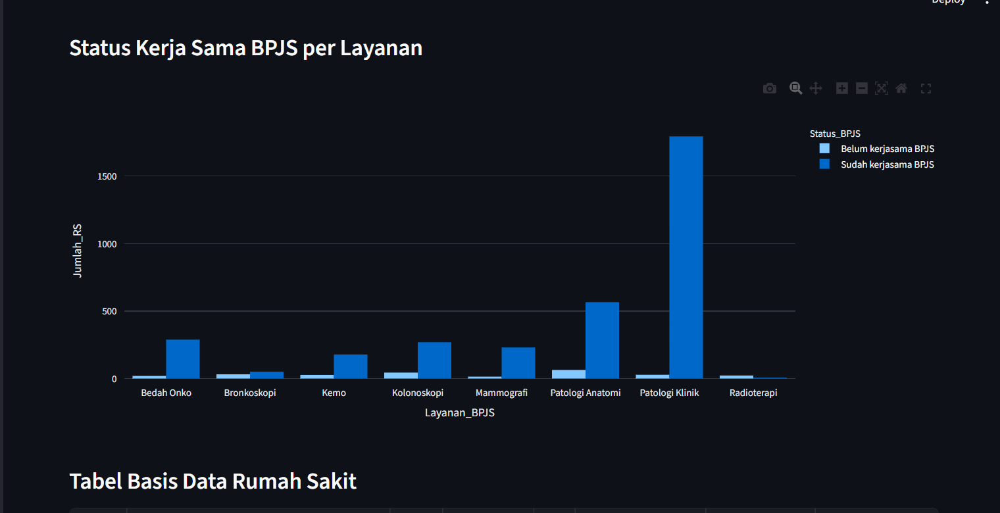 Deploy
Status Kerja Sama BPJS per Layanan
Status_BPJS
Belum kerjasama BPJS
Sudah kerjasama BPJS
Jumlah_RS
1500
1000
500
0
Bedah Onko Bronkoskopi Kemo Kolonoskopi Mammografi Patologi Anatomi Patologi Klinik Radioterapi
Layanan_BPJS
Tabel Basis Data Rumah Sakit